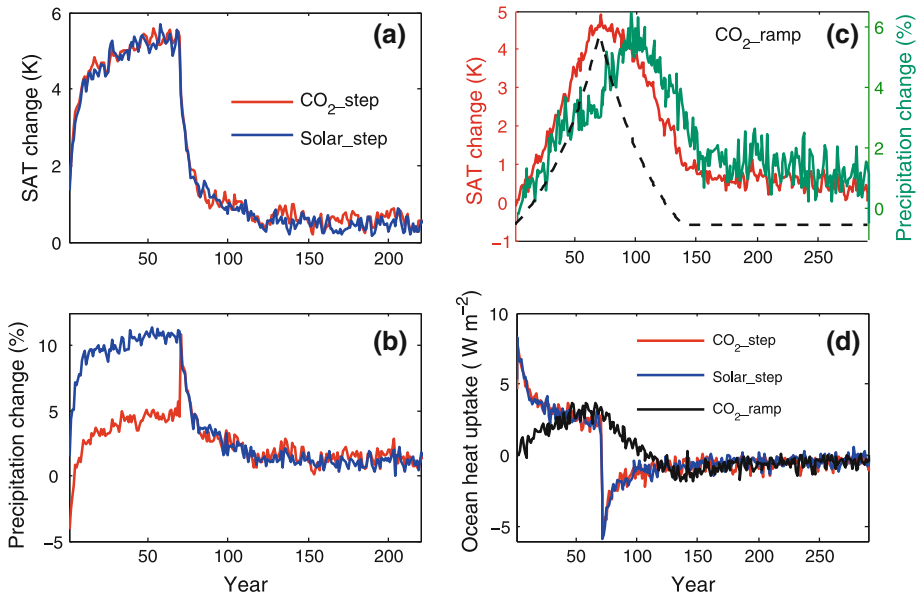 (a)
SAT change (K)
6
4
2
0
CO₂_step
Solar_step
50 100 150 200
(c)
CO₂_ramp
SAT change (K)
5
4
3
2
1
0
−1
Precipitation change (%)
6
4
2
0
50 100 150 200 250
(b)
Precipitation change (%)
10
5
0
−5
50 100 150 200
Year
(d)
Ocean heat uptake ( W m⁻²)
10
5
0
−5
CO₂_step
Solar_step
CO₂_ramp
50 100 150 200 250
Year